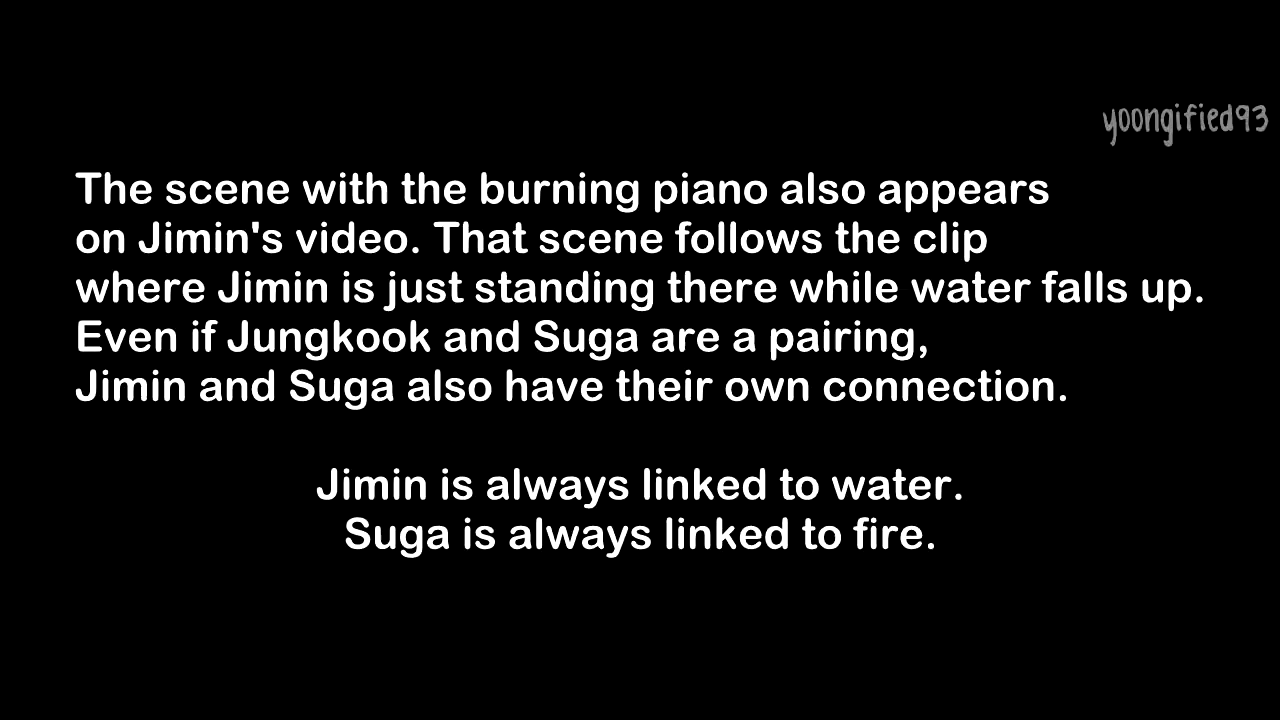 yoongified93
The scene with the burning piano also appears
on Jimin's video. That scene follows the clip
where Jimin is just standing there while water falls up.
Even if Jungkook and Suga are a pairing,
Jimin and Suga also have their own connection.
Jimin is always linked to water.
Suga is always linked to fire.